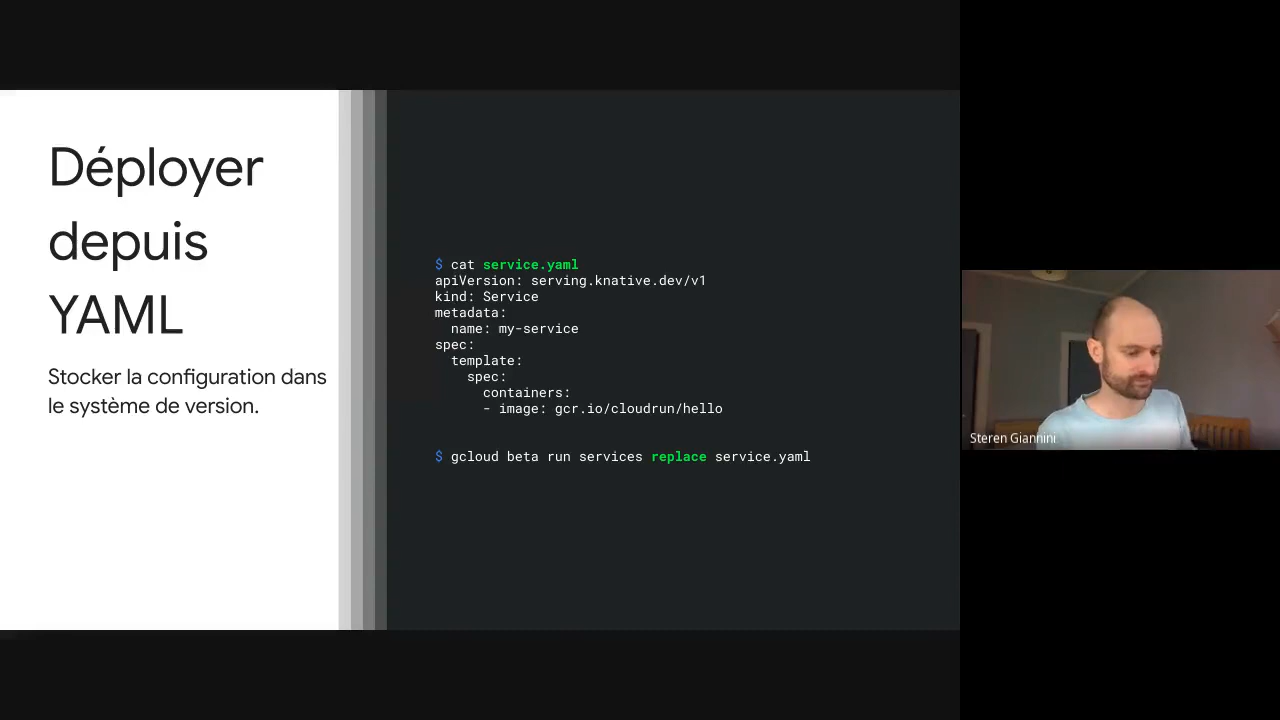 Déployer
depuis
YAML
Stocker la configuration dans
le système de version.
$ cat service.yaml
apiVersion: serving.knative.dev/v1
kind: Service
metadata:
  name: my-service
spec:
  template:
    spec:
      containers:
      - image: gcr.io/cloudrun/hello
$ gcloud beta run services replace service.yaml
Steren Giannini